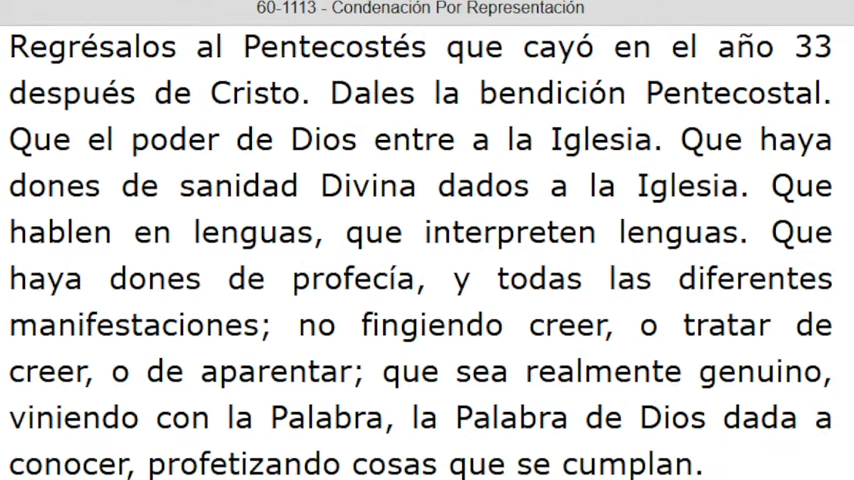 60-1113 - Condenación Por Representación
Regrésalos al Pentecostés que cayó en el año 33
después de Cristo. Dales la bendición Pentecostal.
Que el poder de Dios entre a la Iglesia. Que haya
dones de sanidad Divina dados a la Iglesia. Que
hablen en lenguas, que interpreten lenguas. Que
haya dones de profecía, y todas las diferentes
manifestaciones; no fingiendo creer, o tratar de
creer, o de aparentar; que sea realmente genuino,
viniendo con la Palabra, la Palabra de Dios dada a
conocer, profetizando cosas que se cumplan.